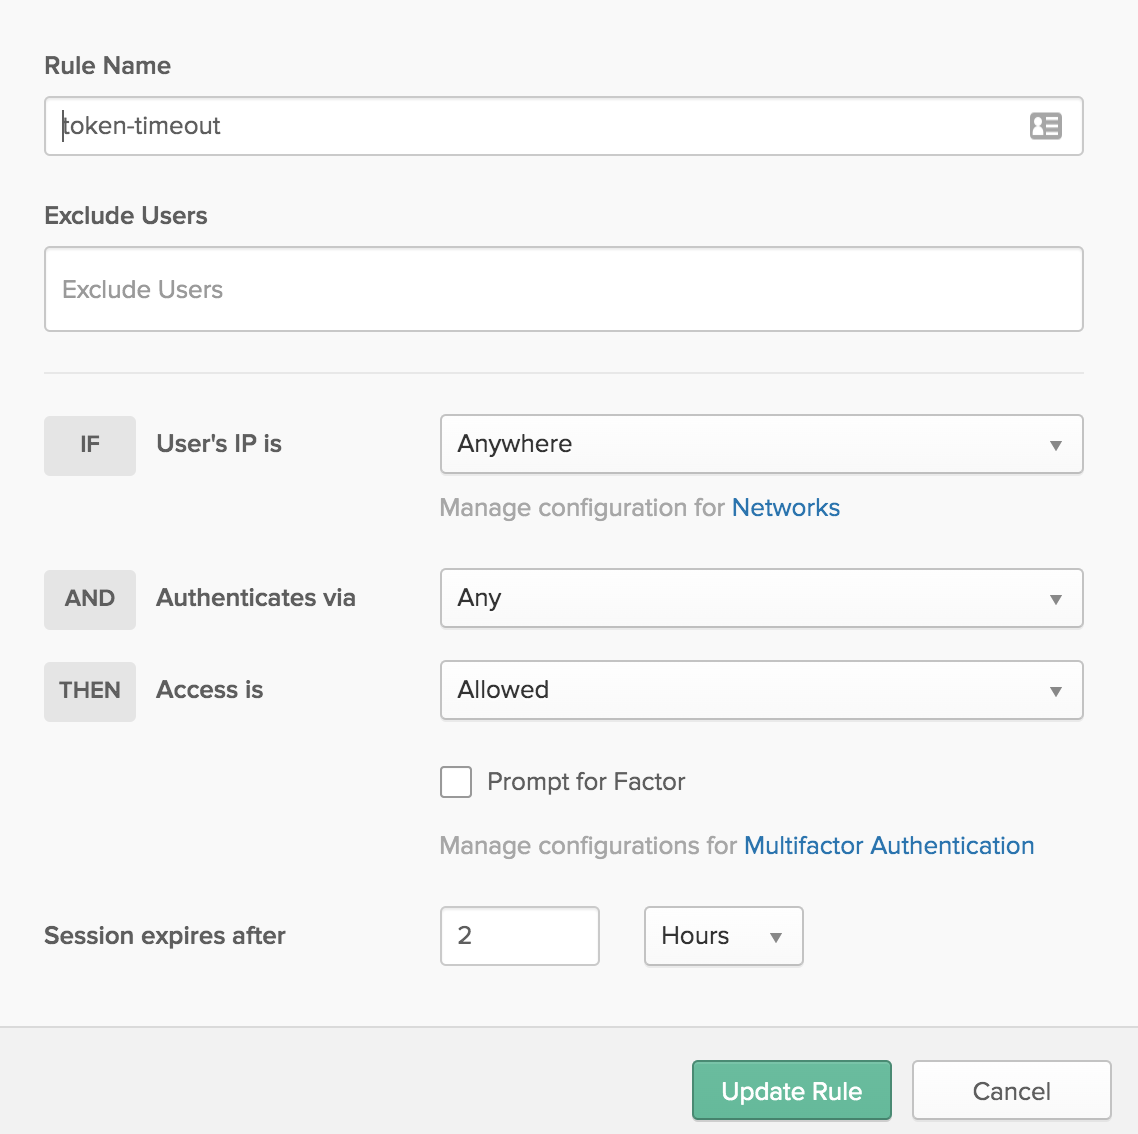 Rule Name
token-timeout
Exclude Users
Exclude Users
IF User's IP is Anywhere
Manage configuration for Networks
AND Authenticates via Any
THEN Access is Allowed
Prompt for Factor
Manage configurations for Multifactor Authentication
Session expires after 2 Hours
Update Rule Cancel